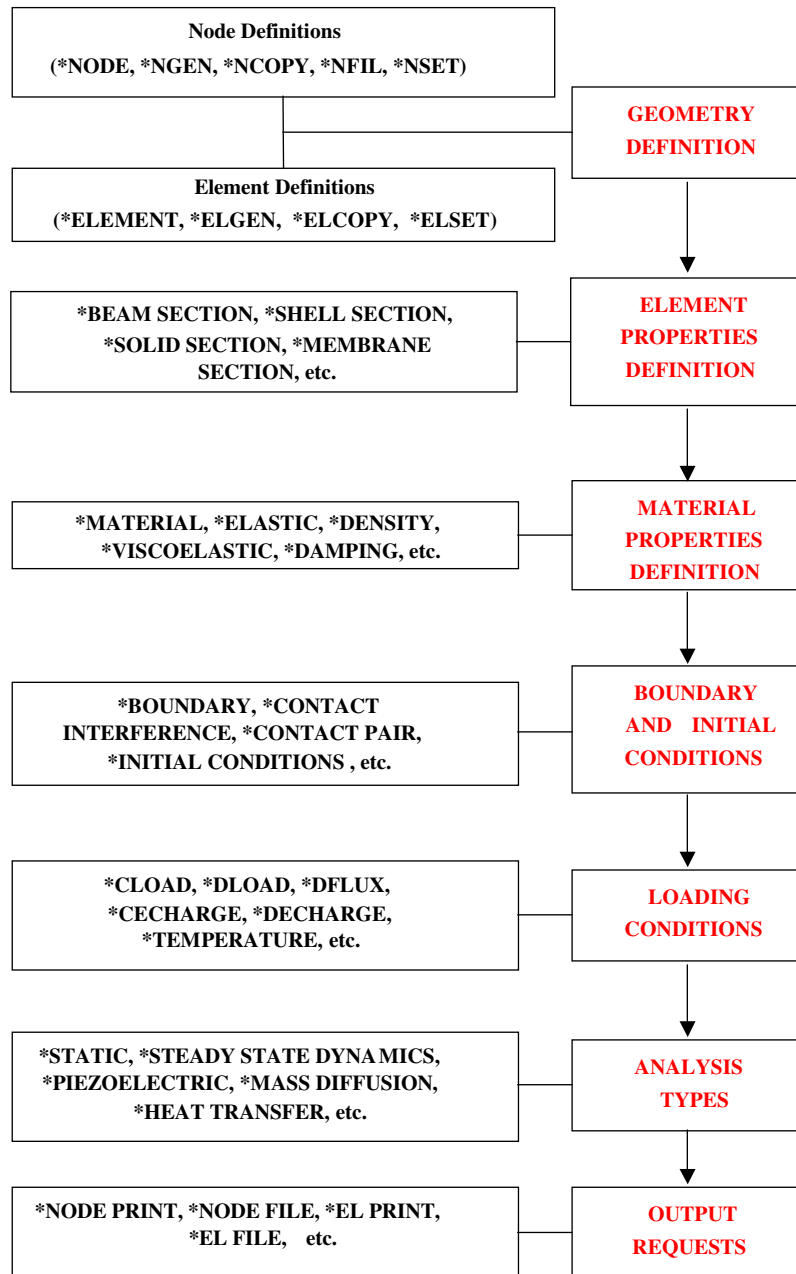 Node Definitions
(*NODE, *NGEN, *NCOPY, *NFIL, *NSET)
GEOMETRY
DEFINITION
Element Definitions
(*ELEMENT, *ELGEN, *ELCOPY, *ELSET)
*BEAM SECTION, *SHELL SECTION,
*SOLID SECTION, *MEMBRANE
SECTION, etc.
ELEMENT
PROPERTIES
DEFINITION
*MATERIAL, *ELASTIC, *DENSITY,
*VISCOELASTIC, *DAMPING, etc.
MATERIAL
PROPERTIES
DEFINITION
*BOUNDARY, *CONTACT
INTERFERENCE, *CONTACT PAIR,
*INITIAL CONDITIONS , etc.
BOUNDARY
AND INITIAL
CONDITIONS
*CLOAD, *DLOAD, *DFLUX,
*CECHARGE, *DECHARGE,
*TEMPERATURE, etc.
LOADING
CONDITIONS
*STATIC, *STEADY STATE DYNAMICS,
*PIEZOELECTRIC, *MASS DIFFUSION,
*HEAT TRANSFER, etc.
ANALYSIS
TYPES
*NODE PRINT, *NODE FILE, *EL PRINT,
*EL FILE, etc.
OUTPUT
REQUESTS